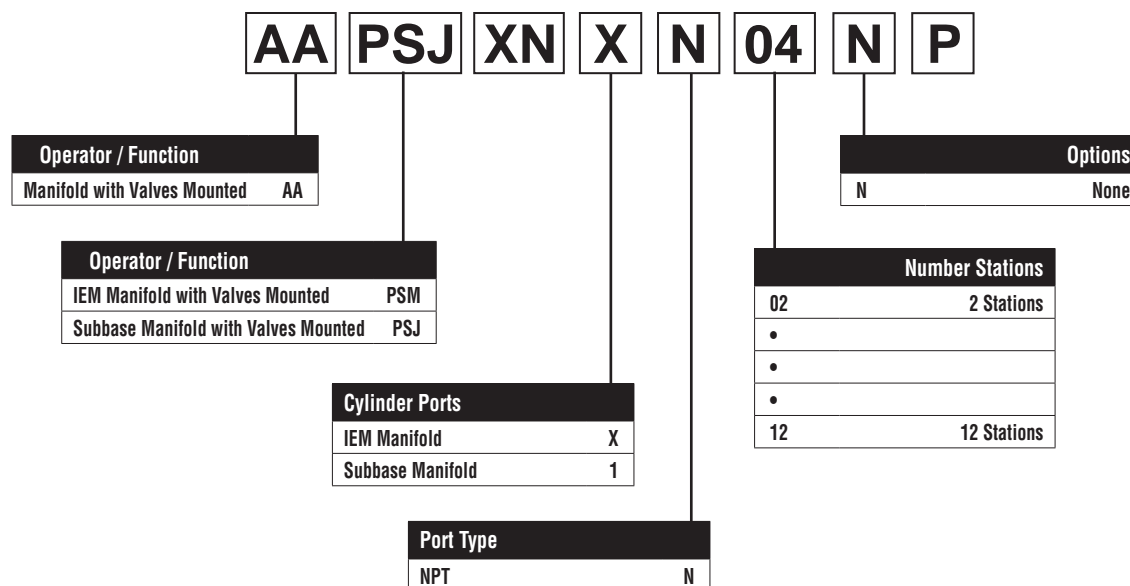 AA PSJ XN X N 04 N P
Operator / Function
Manifold with Valves Mounted AA
Options
N None
Operator / Function
IEM Manifold with Valves Mounted PSM
Subbase Manifold with Valves Mounted PSJ
Number Stations
02 2 Stations
•
•
•
12 12 Stations
Cylinder Ports
IEM Manifold X
Subbase Manifold 1
Port Type
NPT N